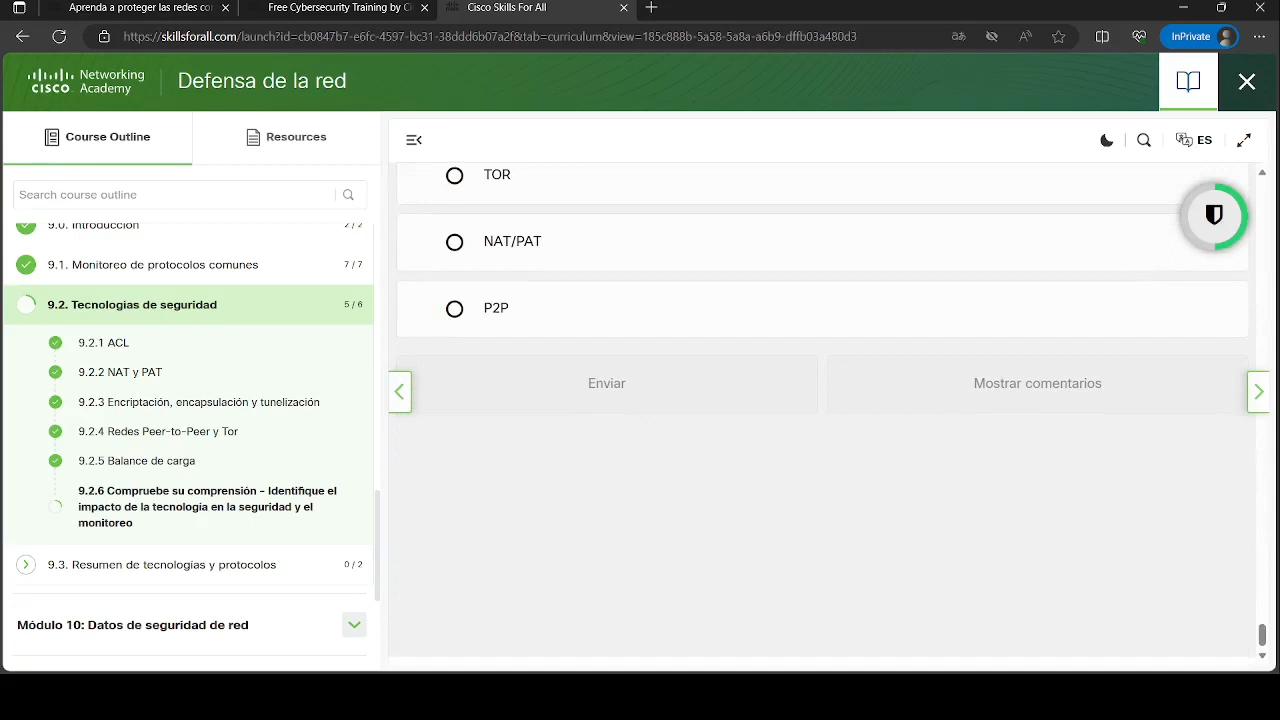 Aprenda a proteger las redes co
Free Cybersecurity Training by Ci
Cisco Skills For All
https://skillsforall.com/launch?id=cb0847b7-e6fc-4597-bc31-38ddd6b07a2f&tab=curriculum&view=185c888b-5a58-5a8a-a6b9-dffb03a480d3
InPrivate
CISCO
Networking
Academy
Defensa de la red
Course Outline
Resources
ES
Search course outline
9.0. Introducción
2 / 2
9.1. Monitoreo de protocolos comunes
7 / 7
9.2. Tecnologías de seguridad
5 / 6
9.2.1 ACL
9.2.2 NAT y PAT
9.2.3 Encriptación, encapsulación y tunelización
9.2.4 Redes Peer-to-Peer y Tor
9.2.5 Balance de carga
9.2.6 Compruebe su comprensión - Identifique el
impacto de la tecnología en la seguridad y el
monitoreo
9.3. Resumen de tecnologías y protocolos
0 / 2
Módulo 10: Datos de seguridad de red
TOR
NAT/PAT
P2P
Enviar
Mostrar comentarios